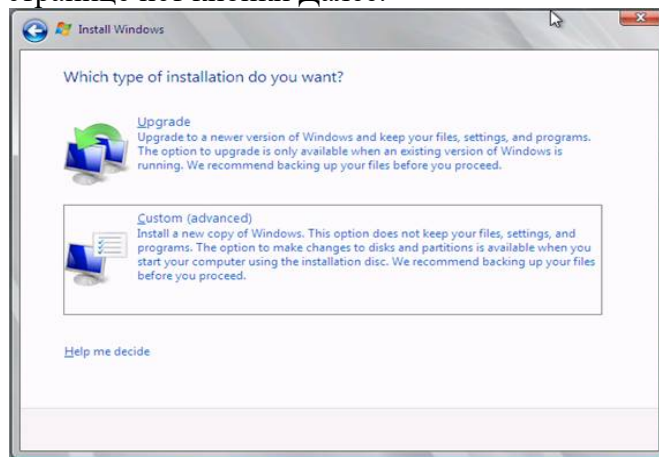 странице нет кнопки Далее.
Install Windows
Which type of installation do you want?
Upgrade
Upgrade to a newer version of Windows and keep your files, settings, and programs.
The option to upgrade is only available when an existing version of Windows is
running. We recommend backing up your files before you proceed.
Custom (advanced)
Install a new copy of Windows. This option does not keep your files, settings, and
programs. The option to make changes to disks and partitions is available when you
start your computer using the installation disc. We recommend backing up your files
before you proceed.
Help me decide